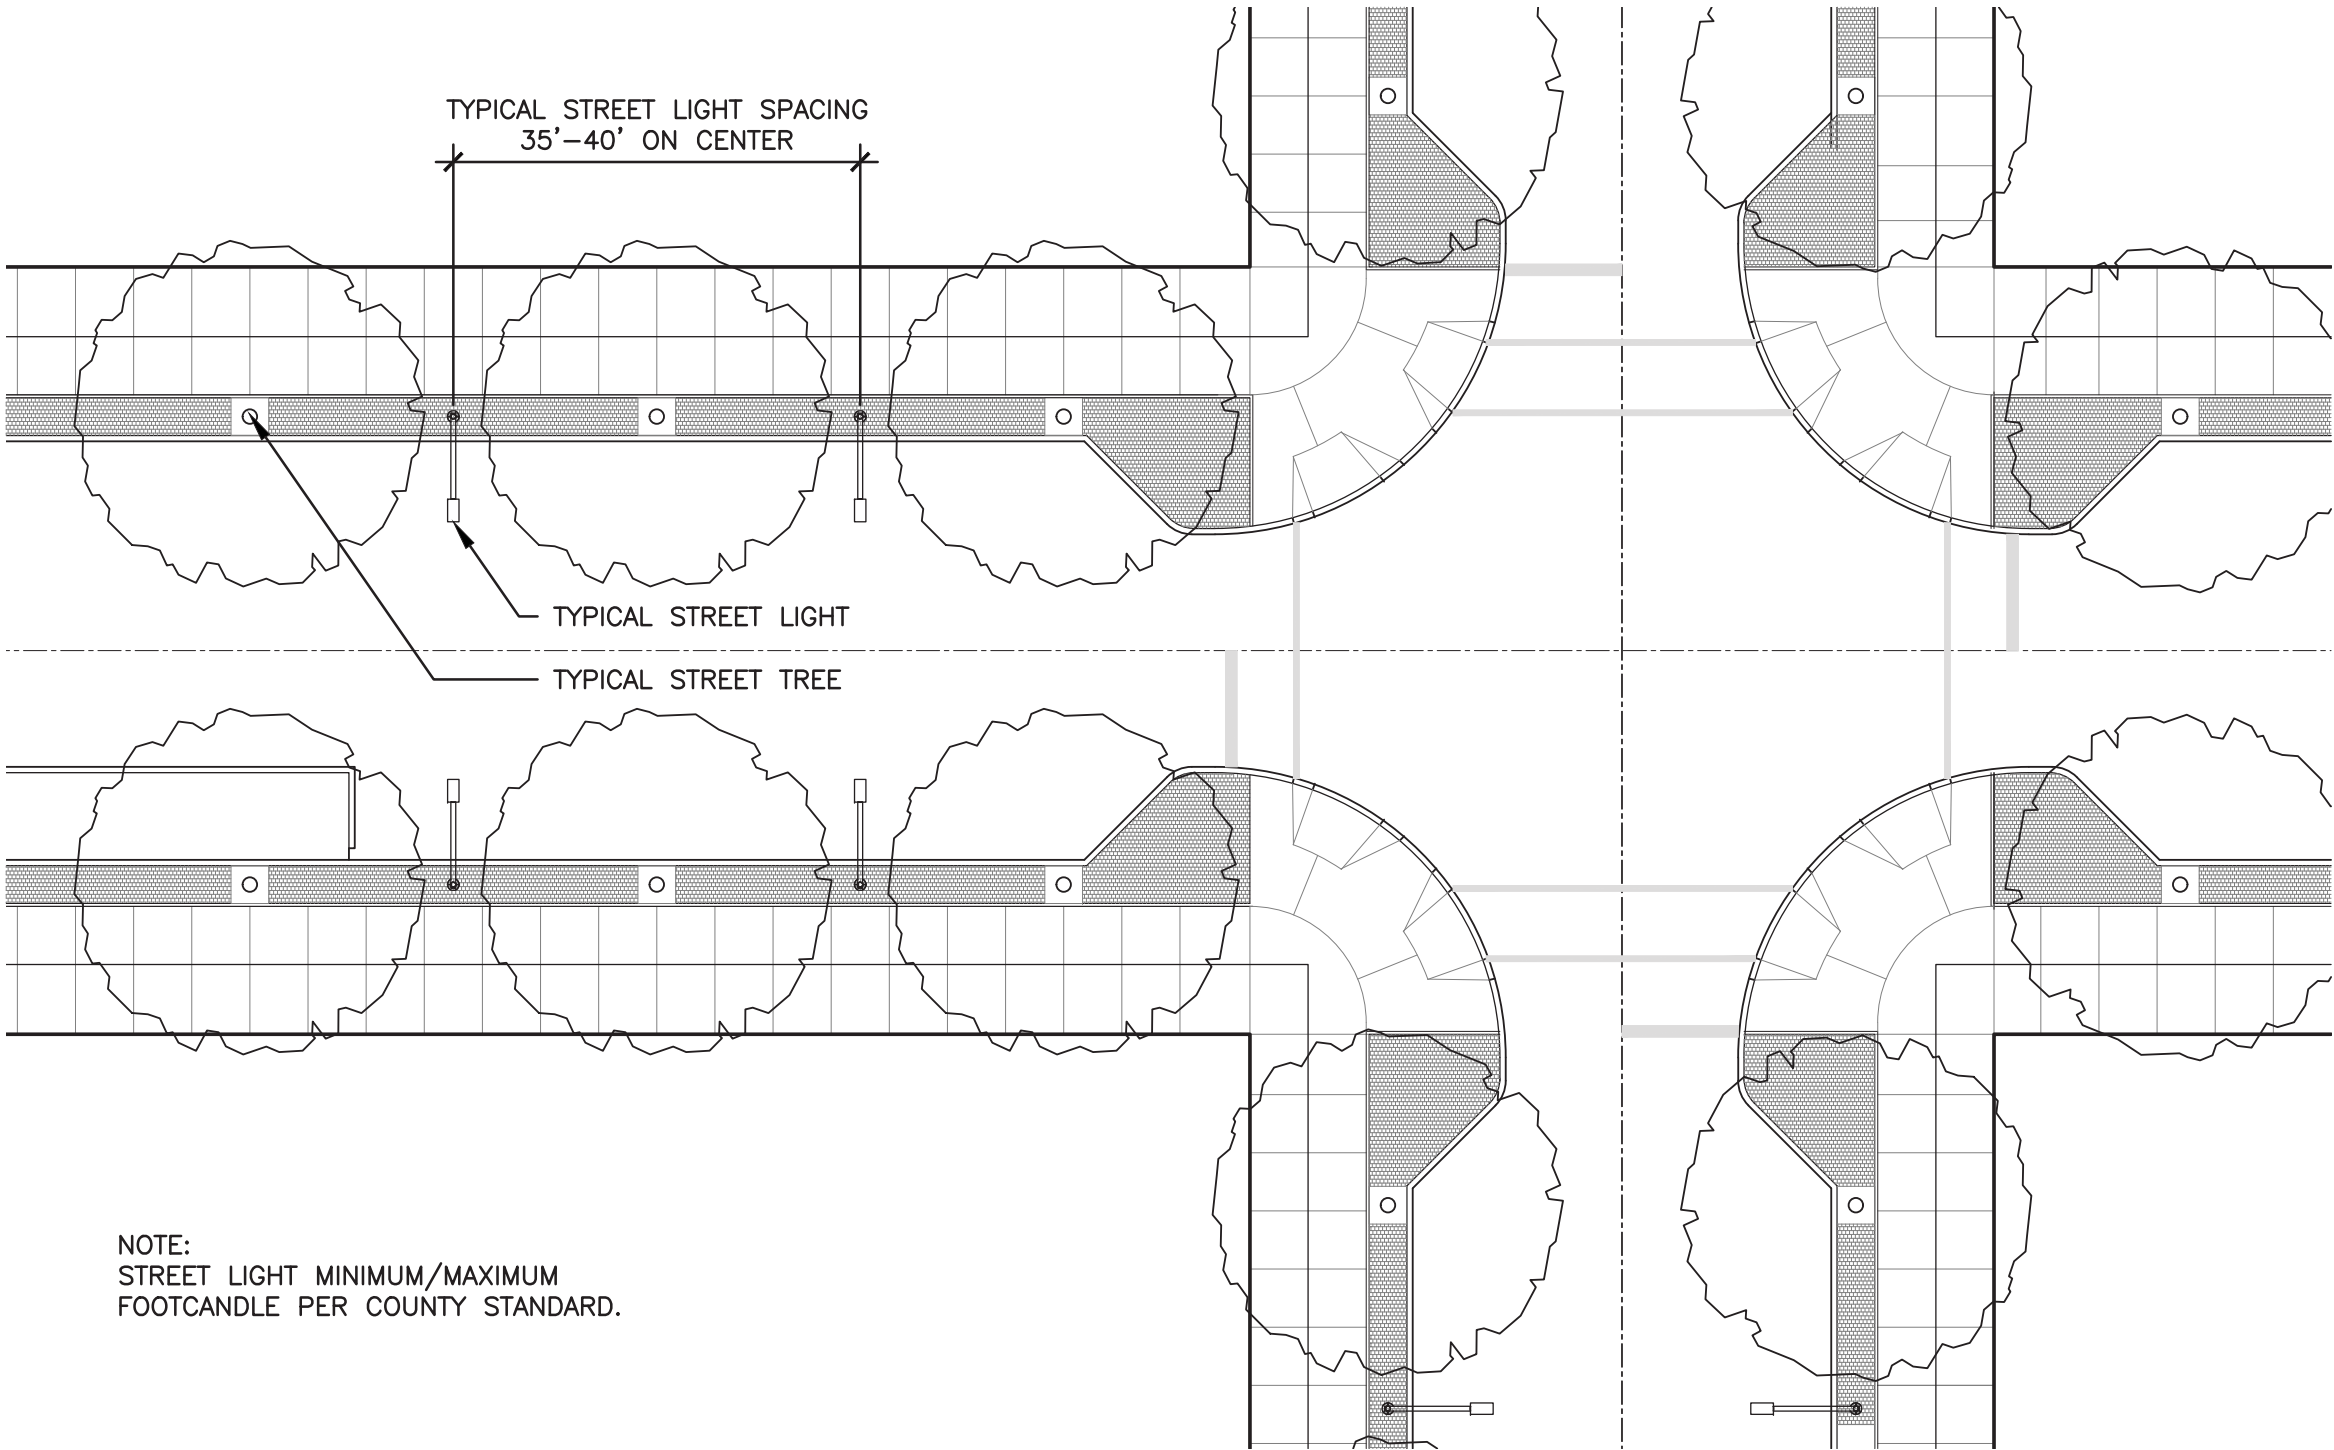 TYPICAL STREET LIGHT SPACING
35'-40' ON CENTER
TYPICAL STREET LIGHT
TYPICAL STREET TREE
NOTE:
STREET LIGHT MINIMUM/MAXIMUM
FOOTCANDLE PER COUNTY STANDARD.